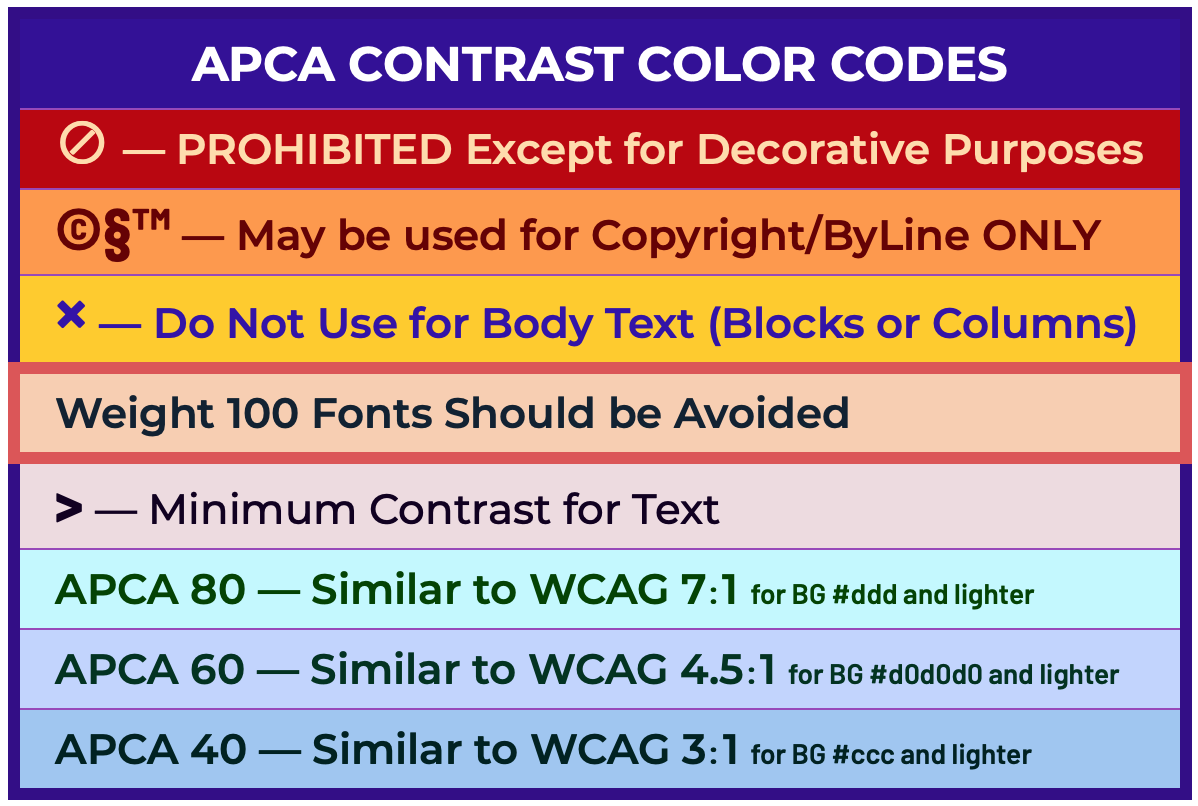 APCA CONTRAST COLOR CODES
⊘ — PROHIBITED Except for Decorative Purposes
©§™ — May be used for Copyright/ByLine ONLY
× — Do Not Use for Body Text (Blocks or Columns)
Weight 100 Fonts Should be Avoided
> — Minimum Contrast for Text
APCA 80 — Similar to WCAG 7:1 for BG #ddd and lighter
APCA 60 — Similar to WCAG 4.5:1 for BG #d0d0d0 and lighter
APCA 40 — Similar to WCAG 3:1 for BG #ccc and lighter